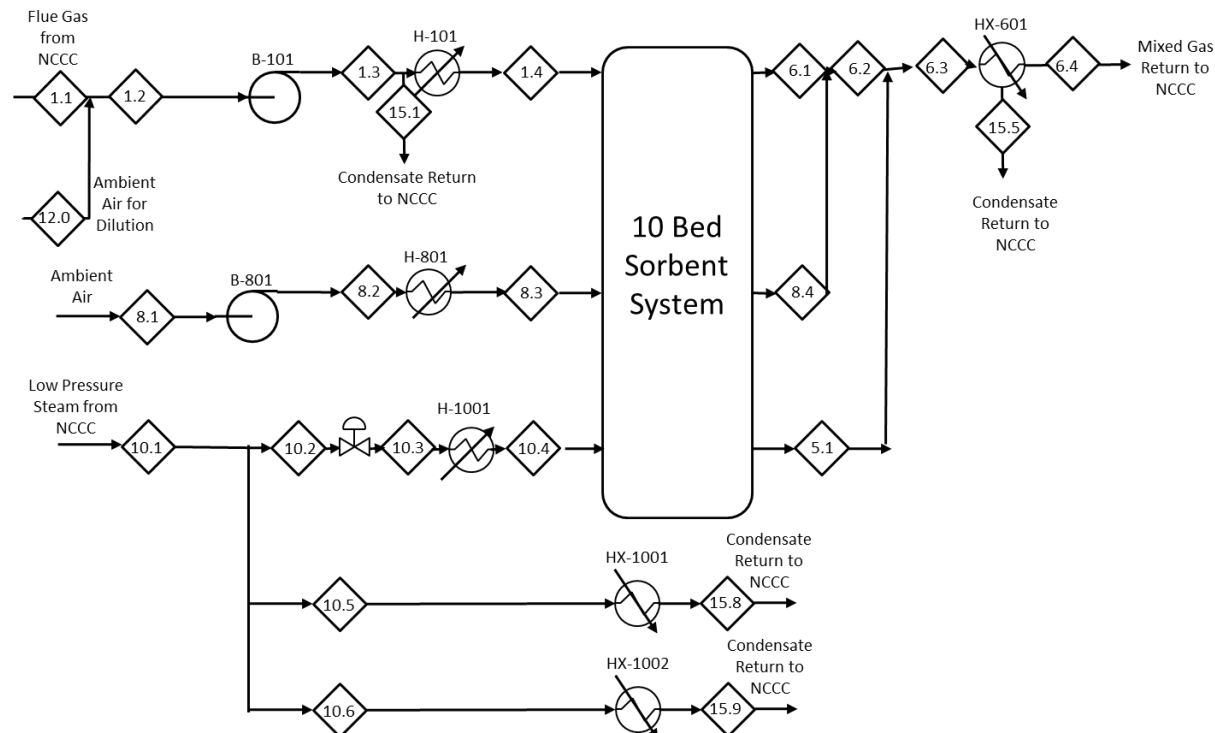 Flue Gas
from
NCCC
1.1
1.2
B-101
1.3
H-101
15.1
1.4
Condensate Return
to NCCC
12.0
Ambient
Air for
Dilution
Ambient
Air
8.1
B-801
8.2
H-801
8.3
Low Pressure
Steam from
NCCC
10.1
10.2
10.3
H-1001
10.4
10 Bed
Sorbent
System
6.1
6.2
6.3
HX-601
6.4
Mixed Gas
Return to
NCCC
15.5
Condensate
Return to
NCCC
8.4
5.1
10.5
HX-1001
15.8
Condensate
Return to
NCCC
10.6
HX-1002
15.9
Condensate
Return to
NCCC